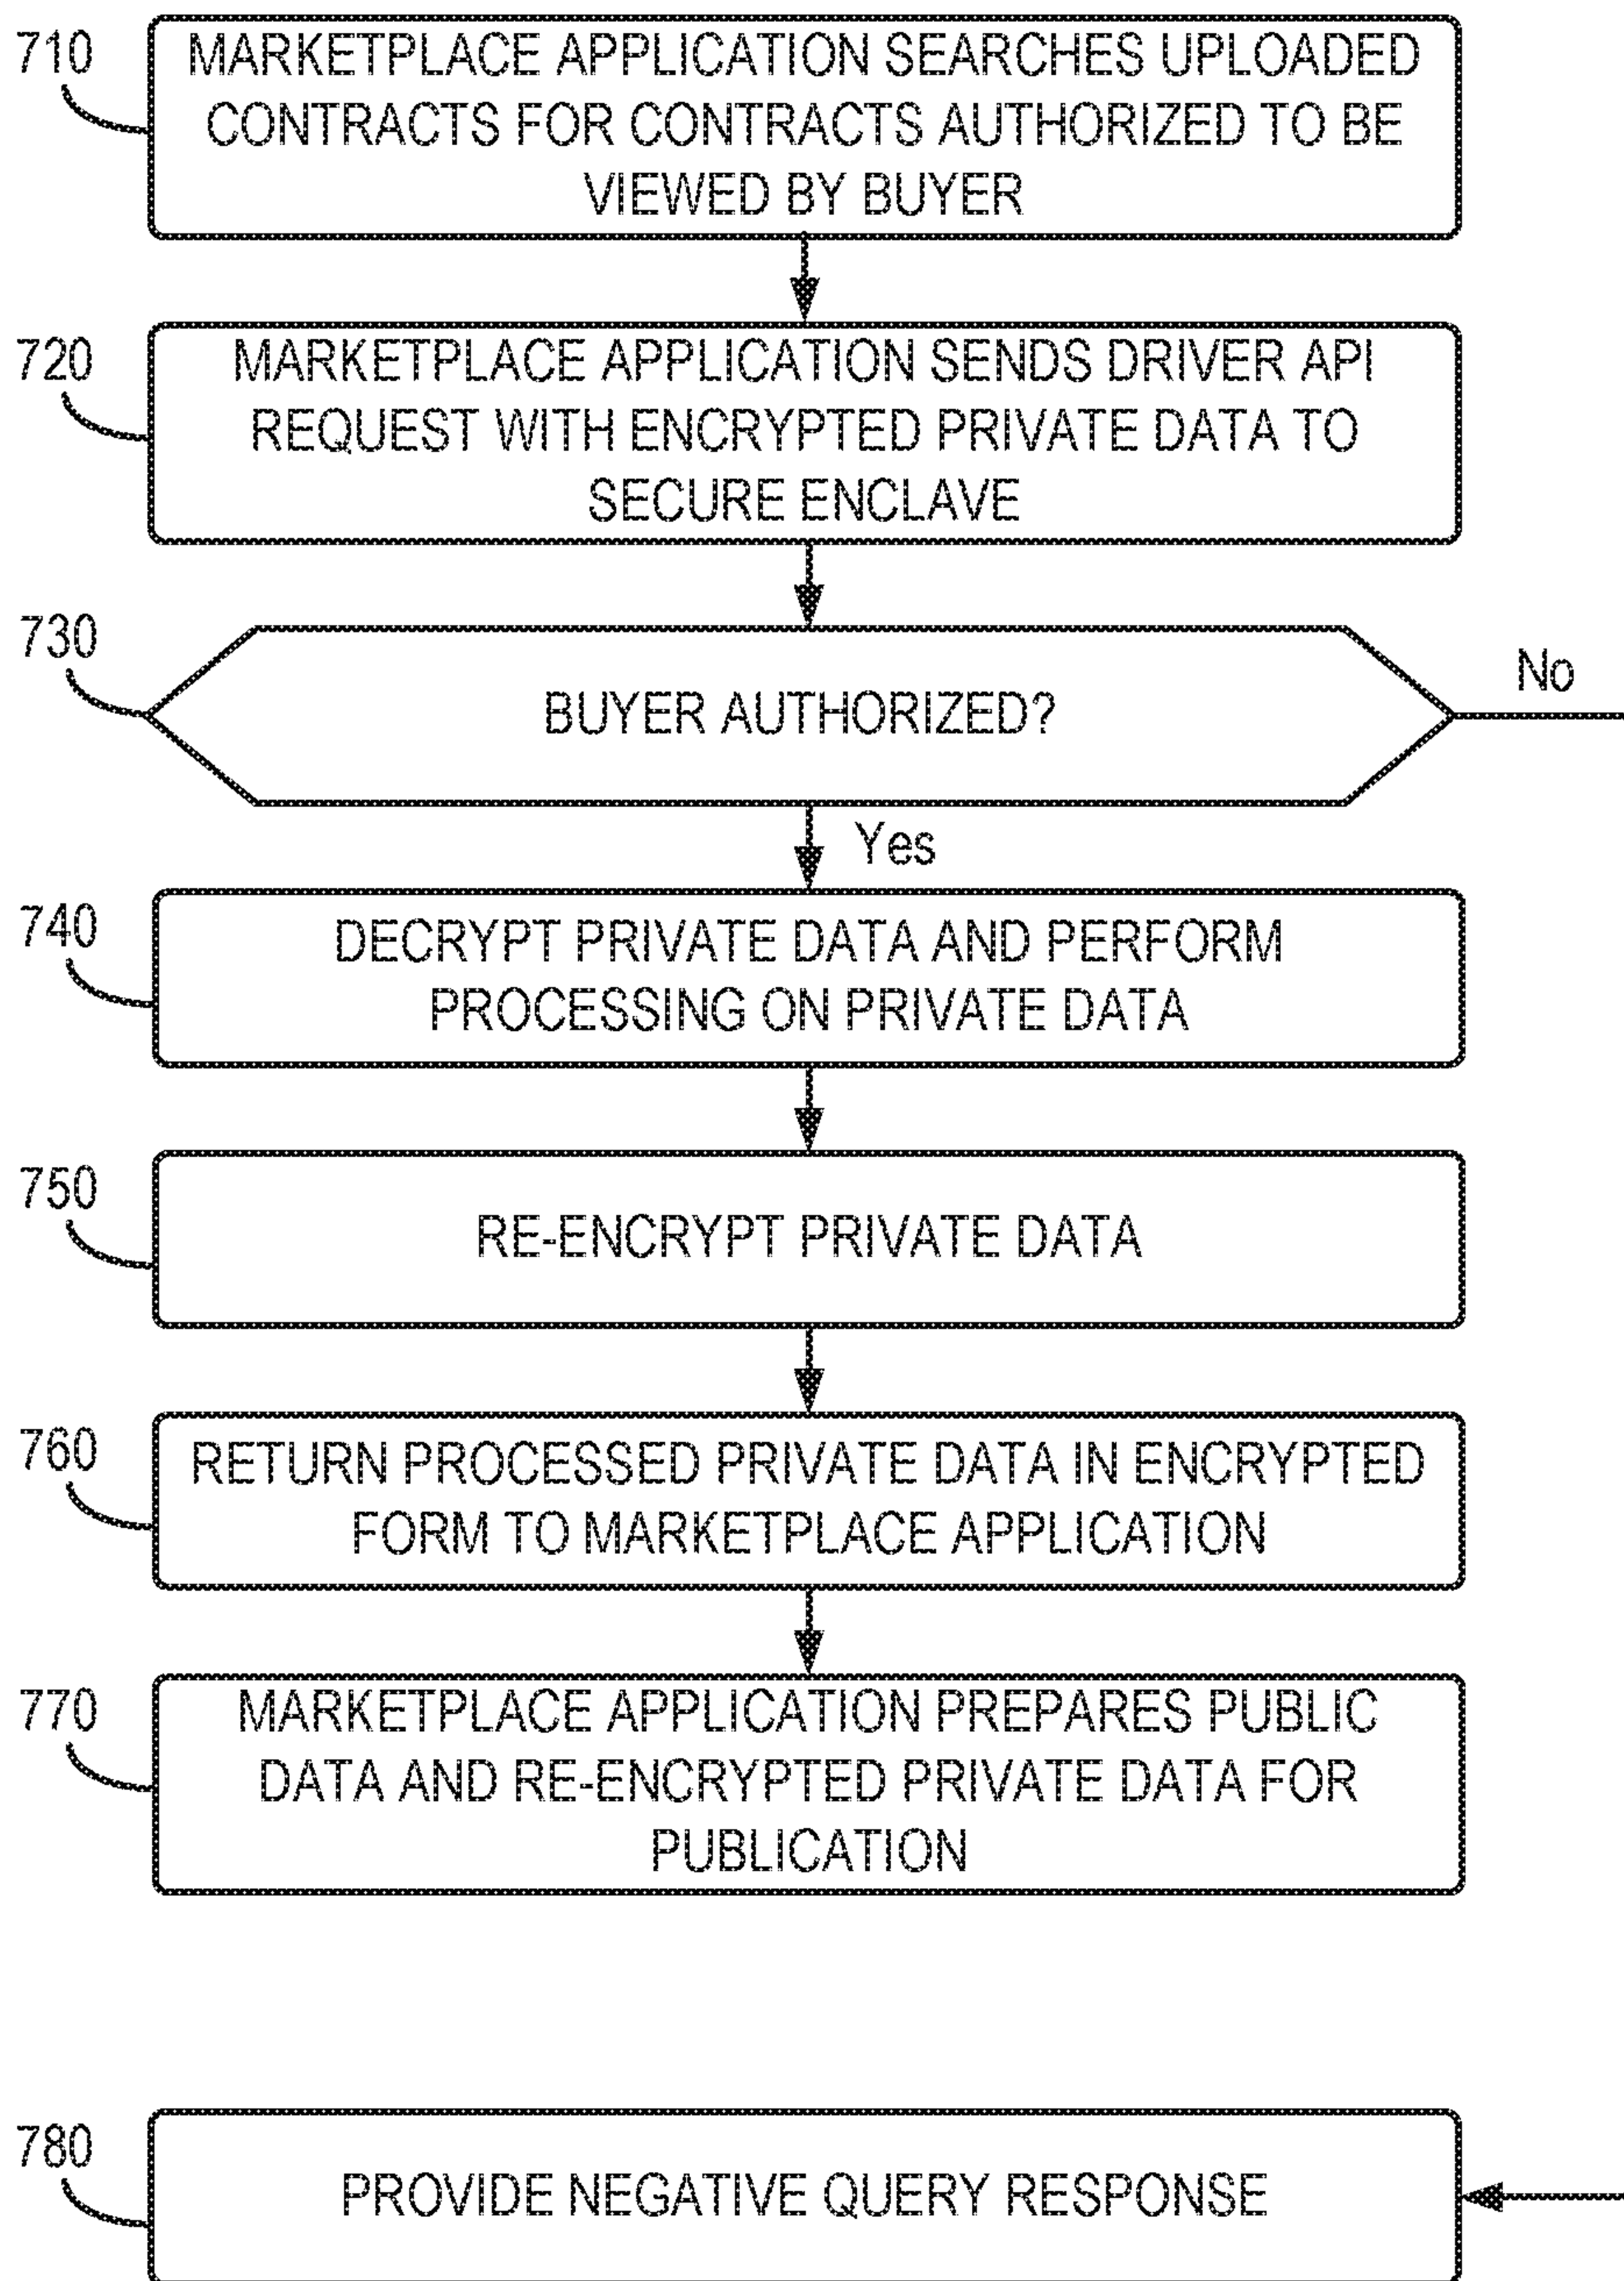 710
MARKETPLACE APPLICATION SEARCHES UPLOADED
CONTRACTS FOR CONTRACTS AUTHORIZED TO BE
VIEWED BY BUYER
720
MARKETPLACE APPLICATION SENDS DRIVER API
REQUEST WITH ENCRYPTED PRIVATE DATA TO
SECURE ENCLAVE
730
BUYER AUTHORIZED?
No
Yes
740
DECRYPT PRIVATE DATA AND PERFORM
PROCESSING ON PRIVATE DATA
750
RE-ENCRYPT PRIVATE DATA
760
RETURN PROCESSED PRIVATE DATA IN ENCRYPTED
FORM TO MARKETPLACE APPLICATION
770
MARKETPLACE APPLICATION PREPARES PUBLIC
DATA AND RE-ENCRYPTED PRIVATE DATA FOR
PUBLICATION
780
PROVIDE NEGATIVE QUERY RESPONSE